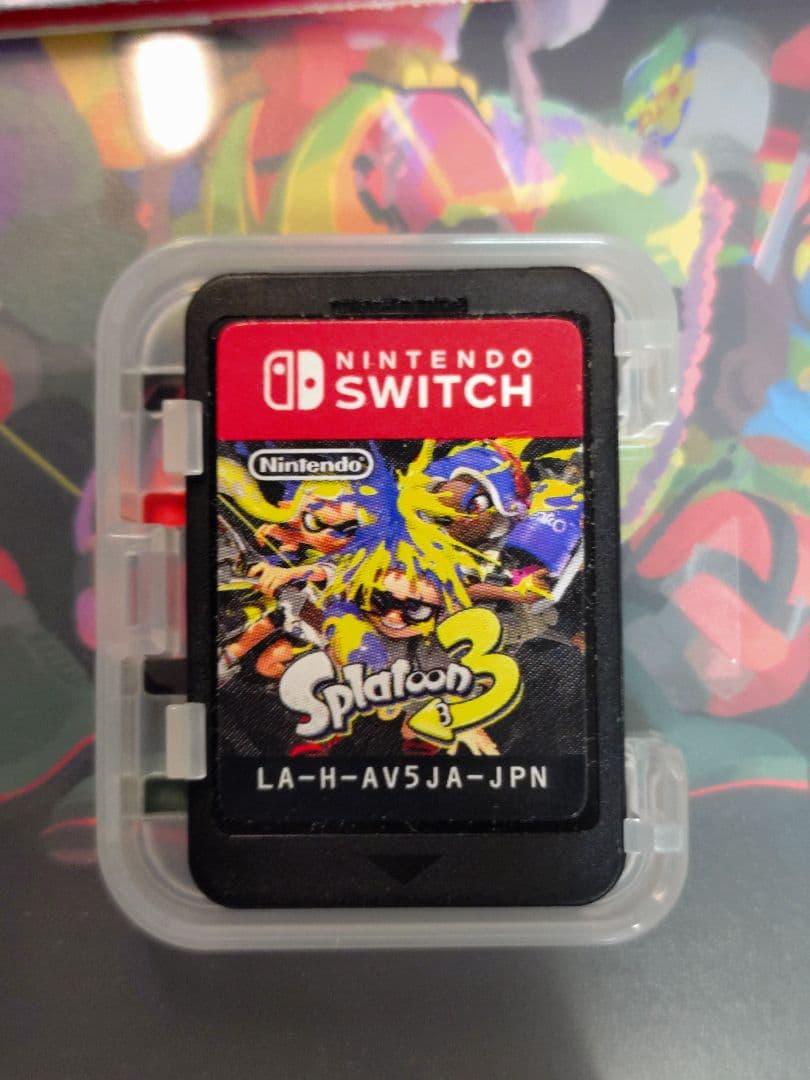 NINTENDO
SWITCH
Nintendo
Splatoon 3
LA-H-AV5JA-JPN